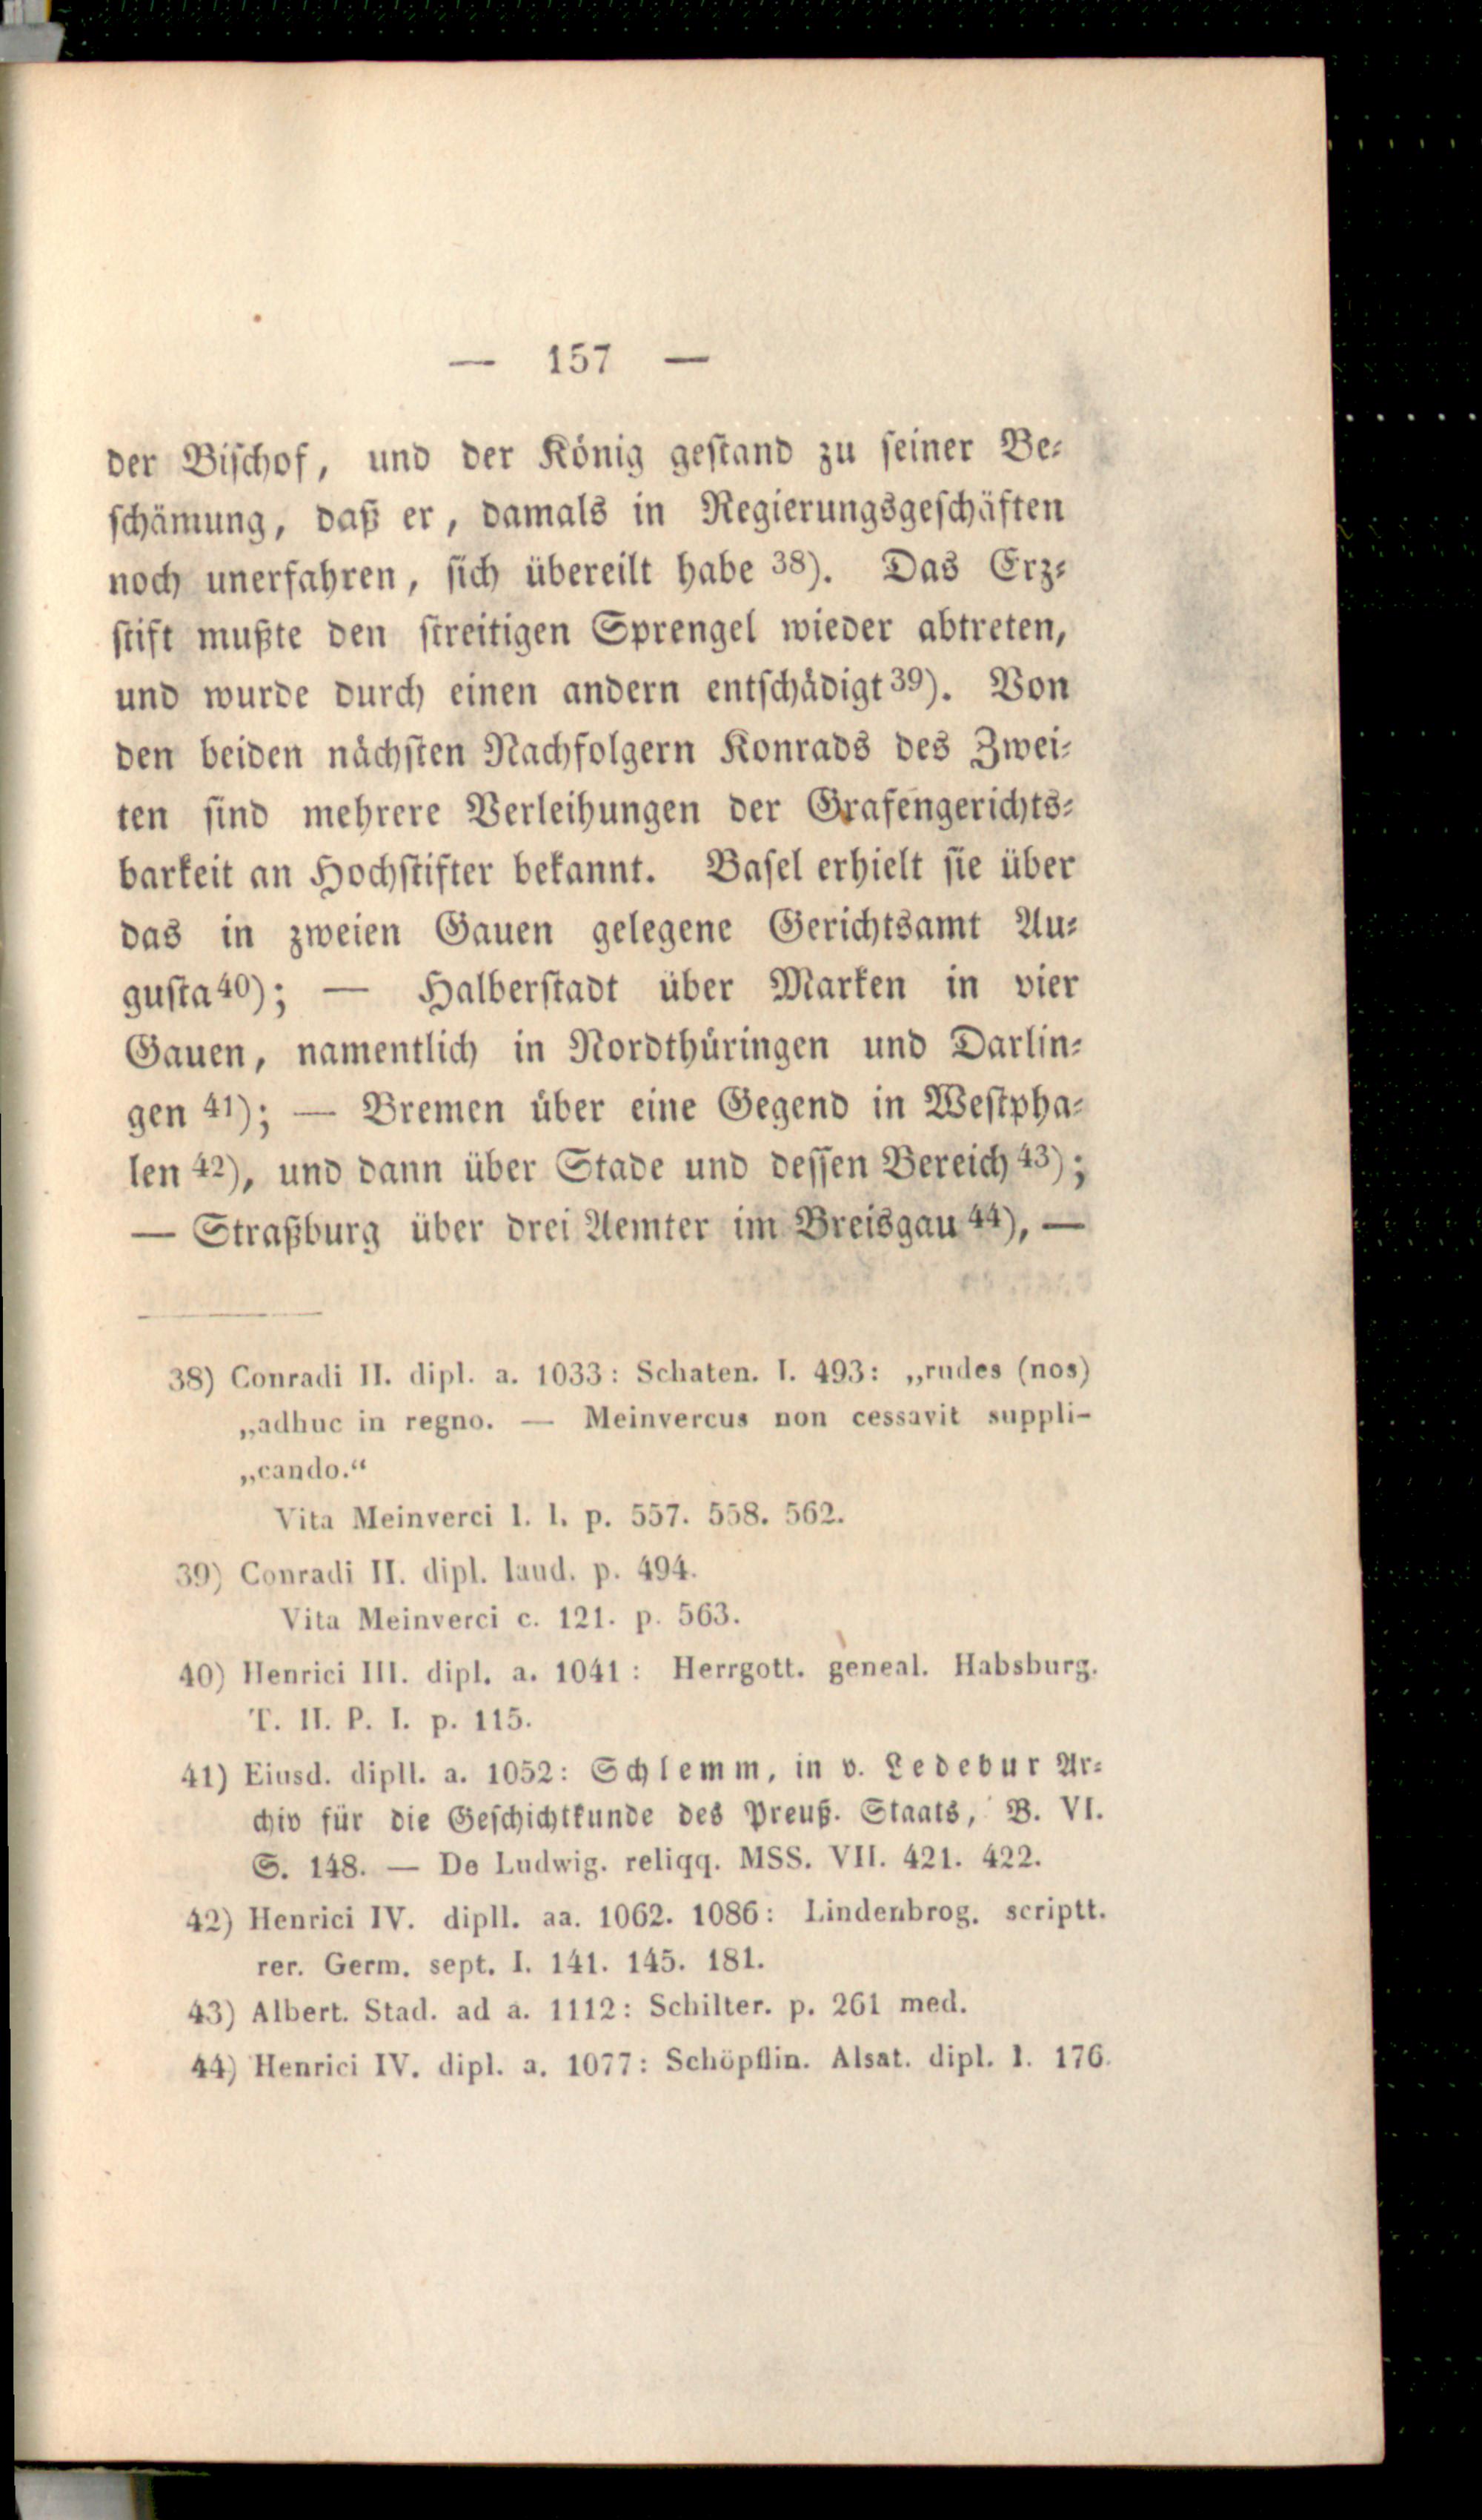 — 157 —
der Bischof, und der König gestand zu seiner Be-
schämung, daß er, damals in Regierungsgeschäften
noch unerfahren, sich übereilt habe 38). Das Erz-
stift mußte den streitigen Sprengel wieder abtreten,
und wurde durch einen andern entschädigt 39). Von
den beiden nächsten Nachfolgern Konrads des Zwei-
ten sind mehrere Verleihungen der Grafengerichts-
barkeit an Hochstifter bekannt. Basel erhielt sie über
das in zweien Gauen gelegene Gerichtsamt Au-
gusta 40); — Halberstadt über Marken in vier
Gauen, namentlich in Nordthüringen und Darlin-
gen 41); — Bremen über eine Gegend in Westpha-
len 42), und dann über Stade und dessen Bereich 43);
— Straßburg über drei Aemter im Breisgau 44), —
38) Conradi II. dipl. a. 1033: Schaten. I. 493: „rudes (nos)
„adhuc in regno. — Meinvercus non cessavit suppli-
„cando.“
Vita Meinverci l. l. p. 557. 558. 562.
39) Conradi II. dipl. laud. p. 494.
Vita Meinverci c. 121. p. 563.
40) Henrici III. dipl. a. 1041: Herrgott. geneal. Habsburg.
T. II. P. I. p. 115.
41) Eiusd. dipll. a. 1052: Schlemm, in v. Ledebur Ar-
chiv für die Geschichtkunde des Preuß. Staats, B. VI.
S. 148. — De Ludwig. reliqq. MSS. VII. 421. 422.
42) Henrici IV. dipll. aa. 1062. 1086: Lindenbrog. scriptt.
rer. Germ. sept. I. 141. 145. 181.
43) Albert. Stad. ad a. 1112: Schilter. p. 261 med.
44) Henrici IV. dipl. a. 1077: Schöpflin. Alsat. dipl. I. 176.